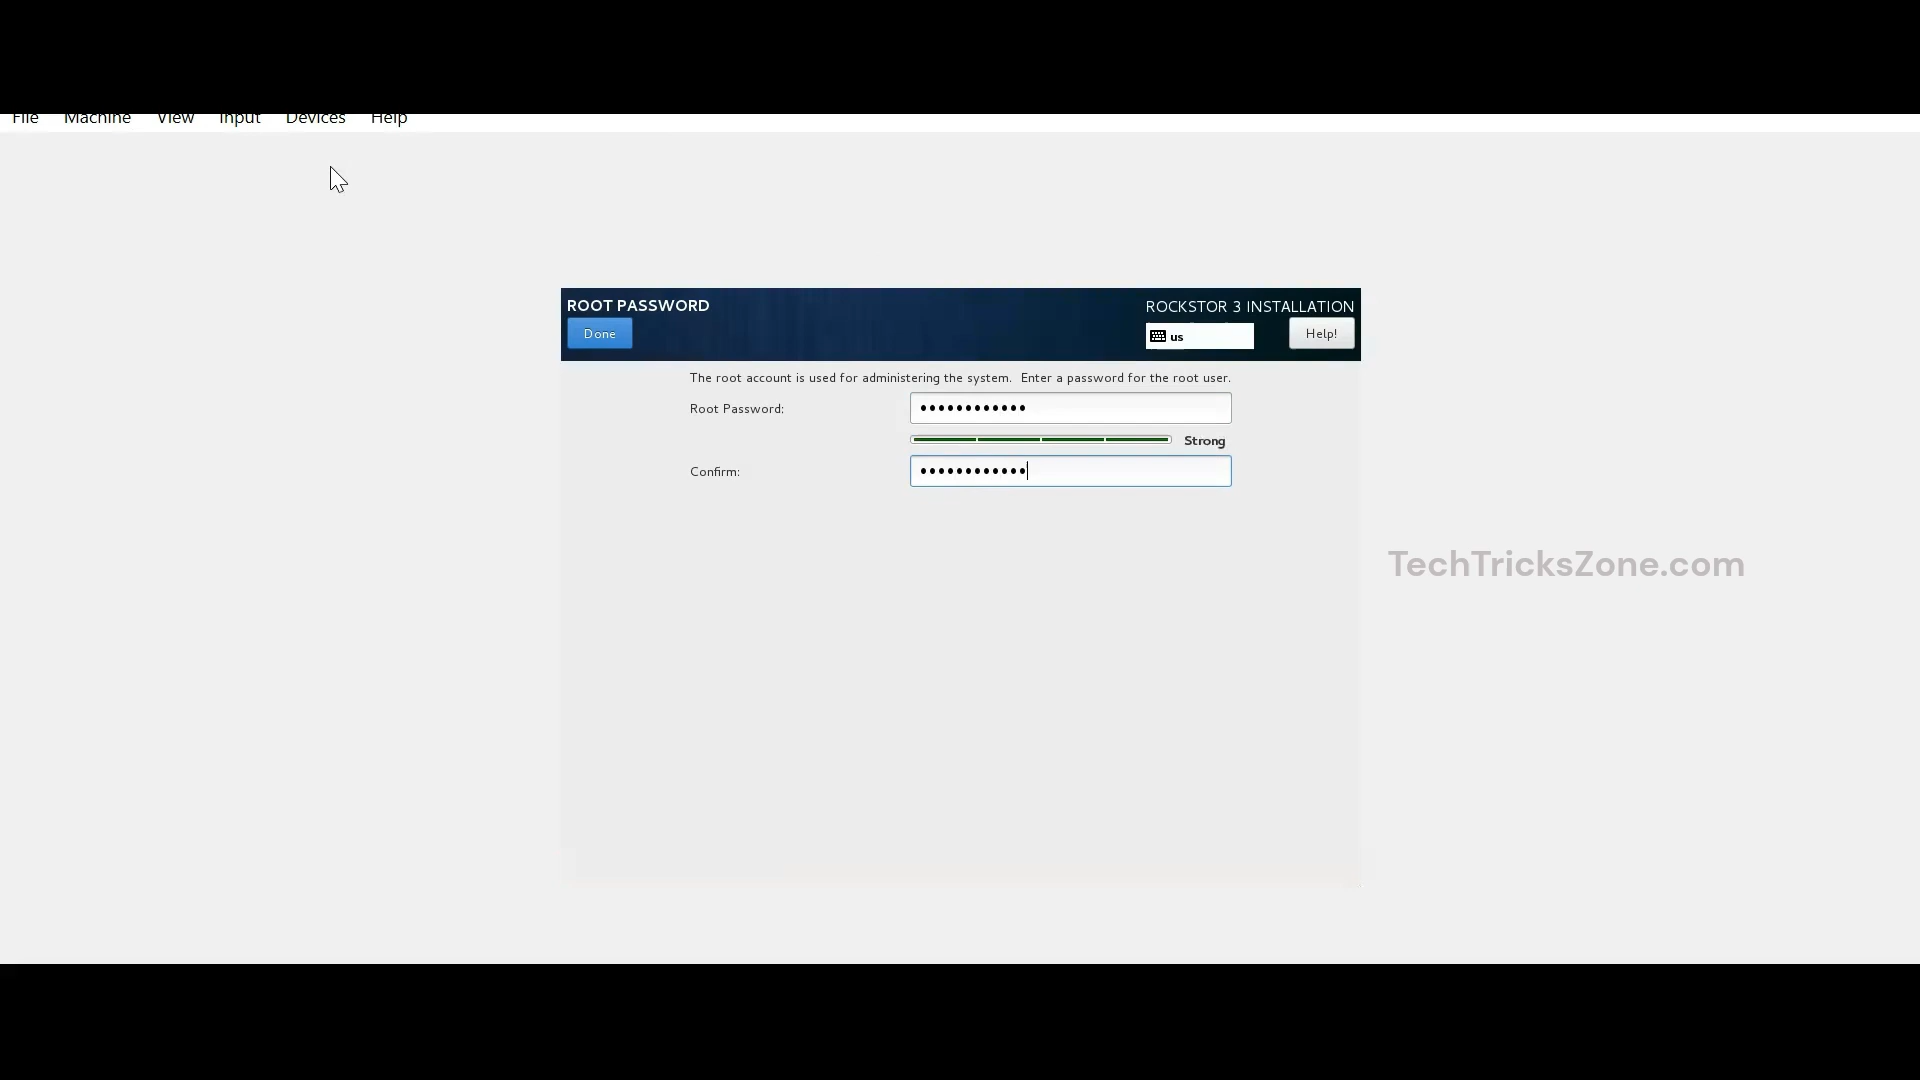 File Machine View Input Devices Help
ROOT PASSWORD
ROCKSTOR 3 INSTALLATION
Done
us
Help!
The root account is used for administering the system. Enter a password for the root user.
Root Password: ••••••••••••
Strong
Confirm: ••••••••••••
TechTricksZone.com